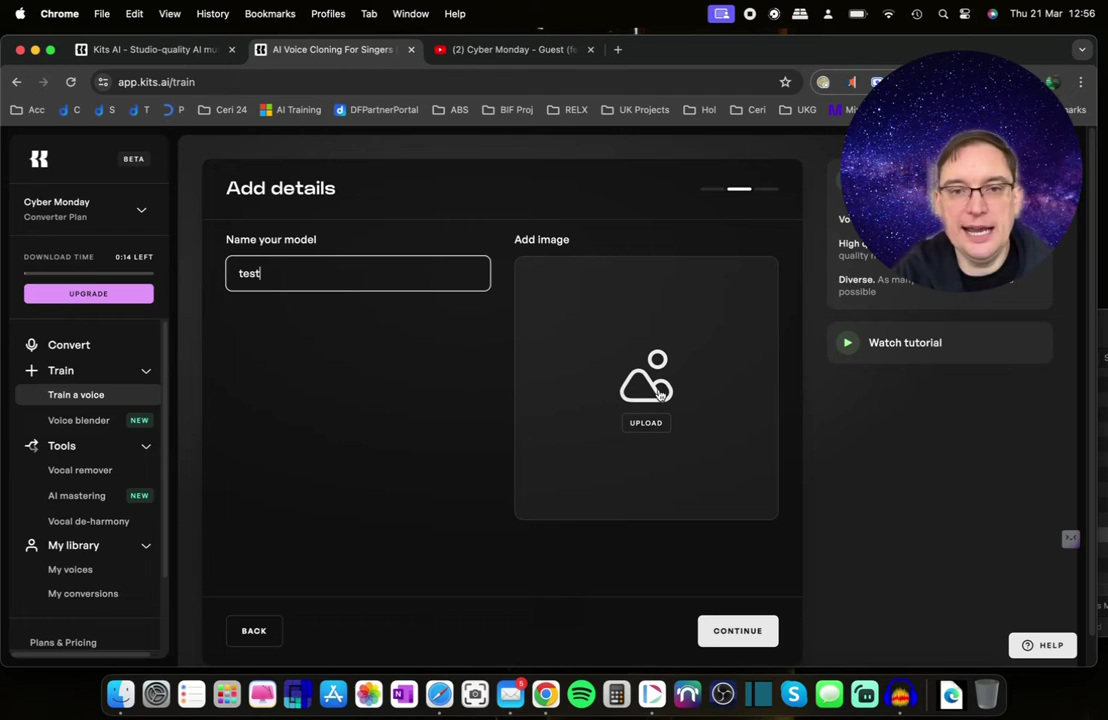 Chrome File Edit View History Bookmarks Profiles Tab Window Help Thu 21 Mar 12:56
Kits AI - Studio-quality AI mu
AI Voice Cloning For Singers
(2) Cyber Monday - Guest (fe
app.kits.ai/train
Acc C S T P Ceri 24 AI Training DFPartnerPortal ABS BIF Proj RELX UK Projects Hol Ceri UKG
BETA
Cyber Monday
Converter Plan
DOWNLOAD TIME 0:14 LEFT
UPGRADE
Convert
Train
Train a voice
Voice blender NEW
Tools
Vocal remover
AI mastering NEW
Vocal de-harmony
My library
My voices
My conversions
Plans & Pricing
Add details
Name your model
test
Add image
UPLOAD
BACK
CONTINUE
Diverse. As man
possible
Watch tutorial
HELP
5